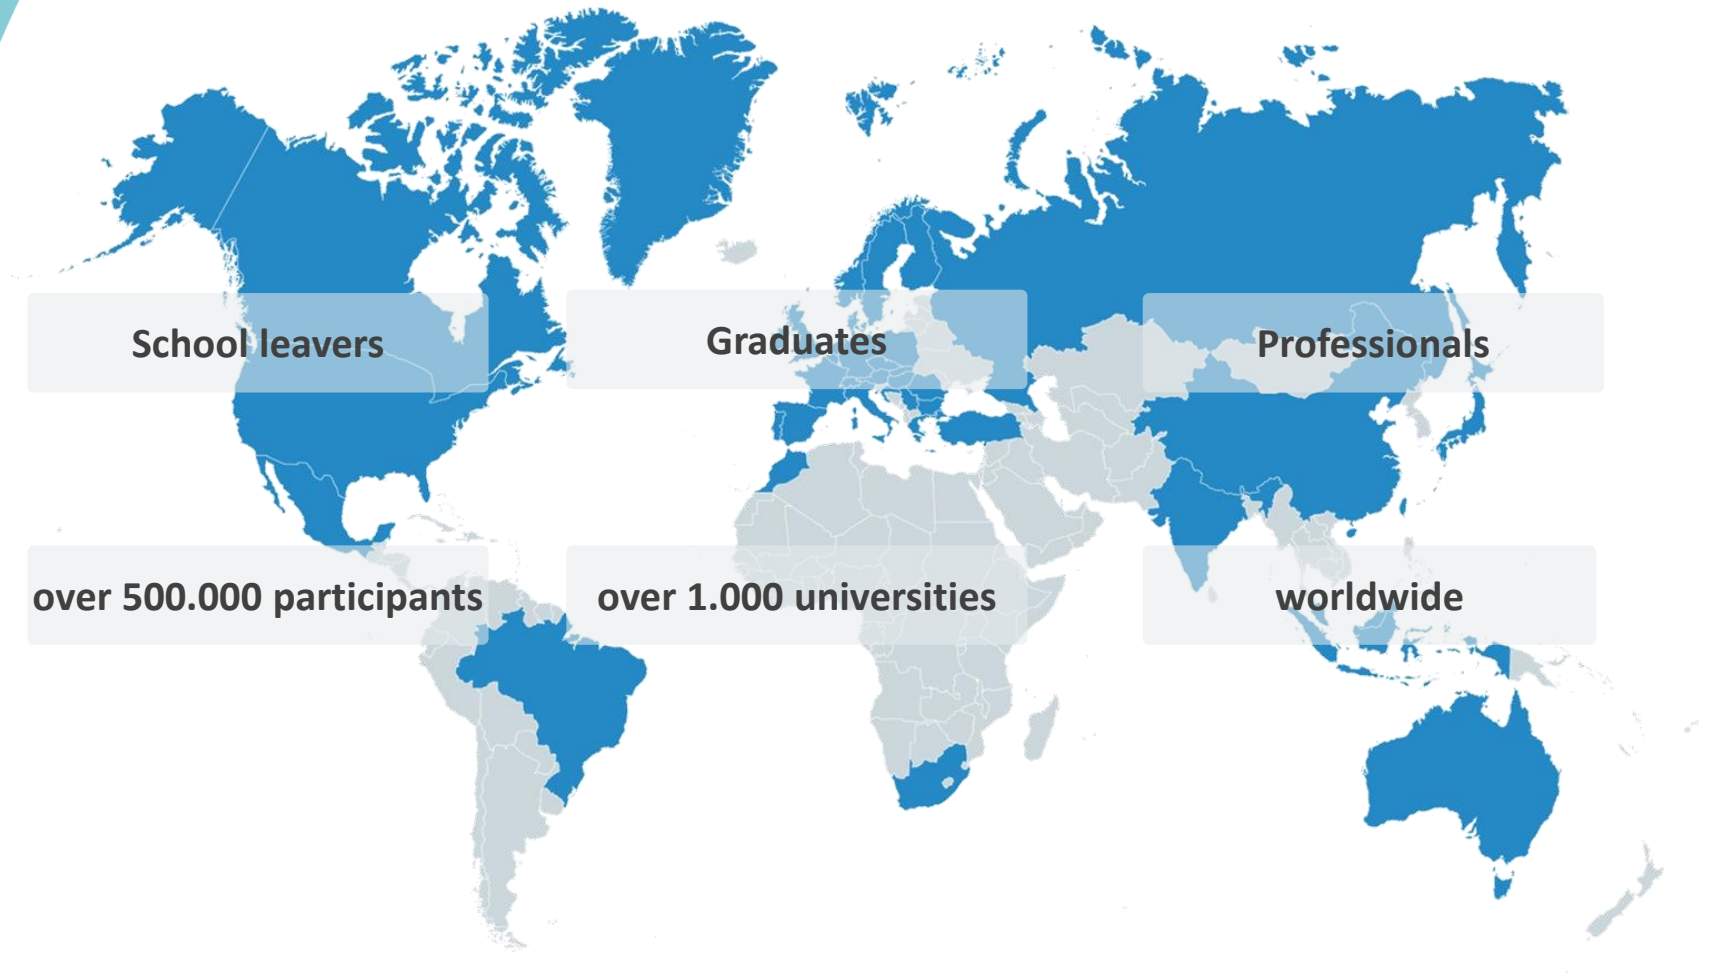 School leavers
Graduates
Professionals
over 500.000 participants
over 1.000 universities
worldwide